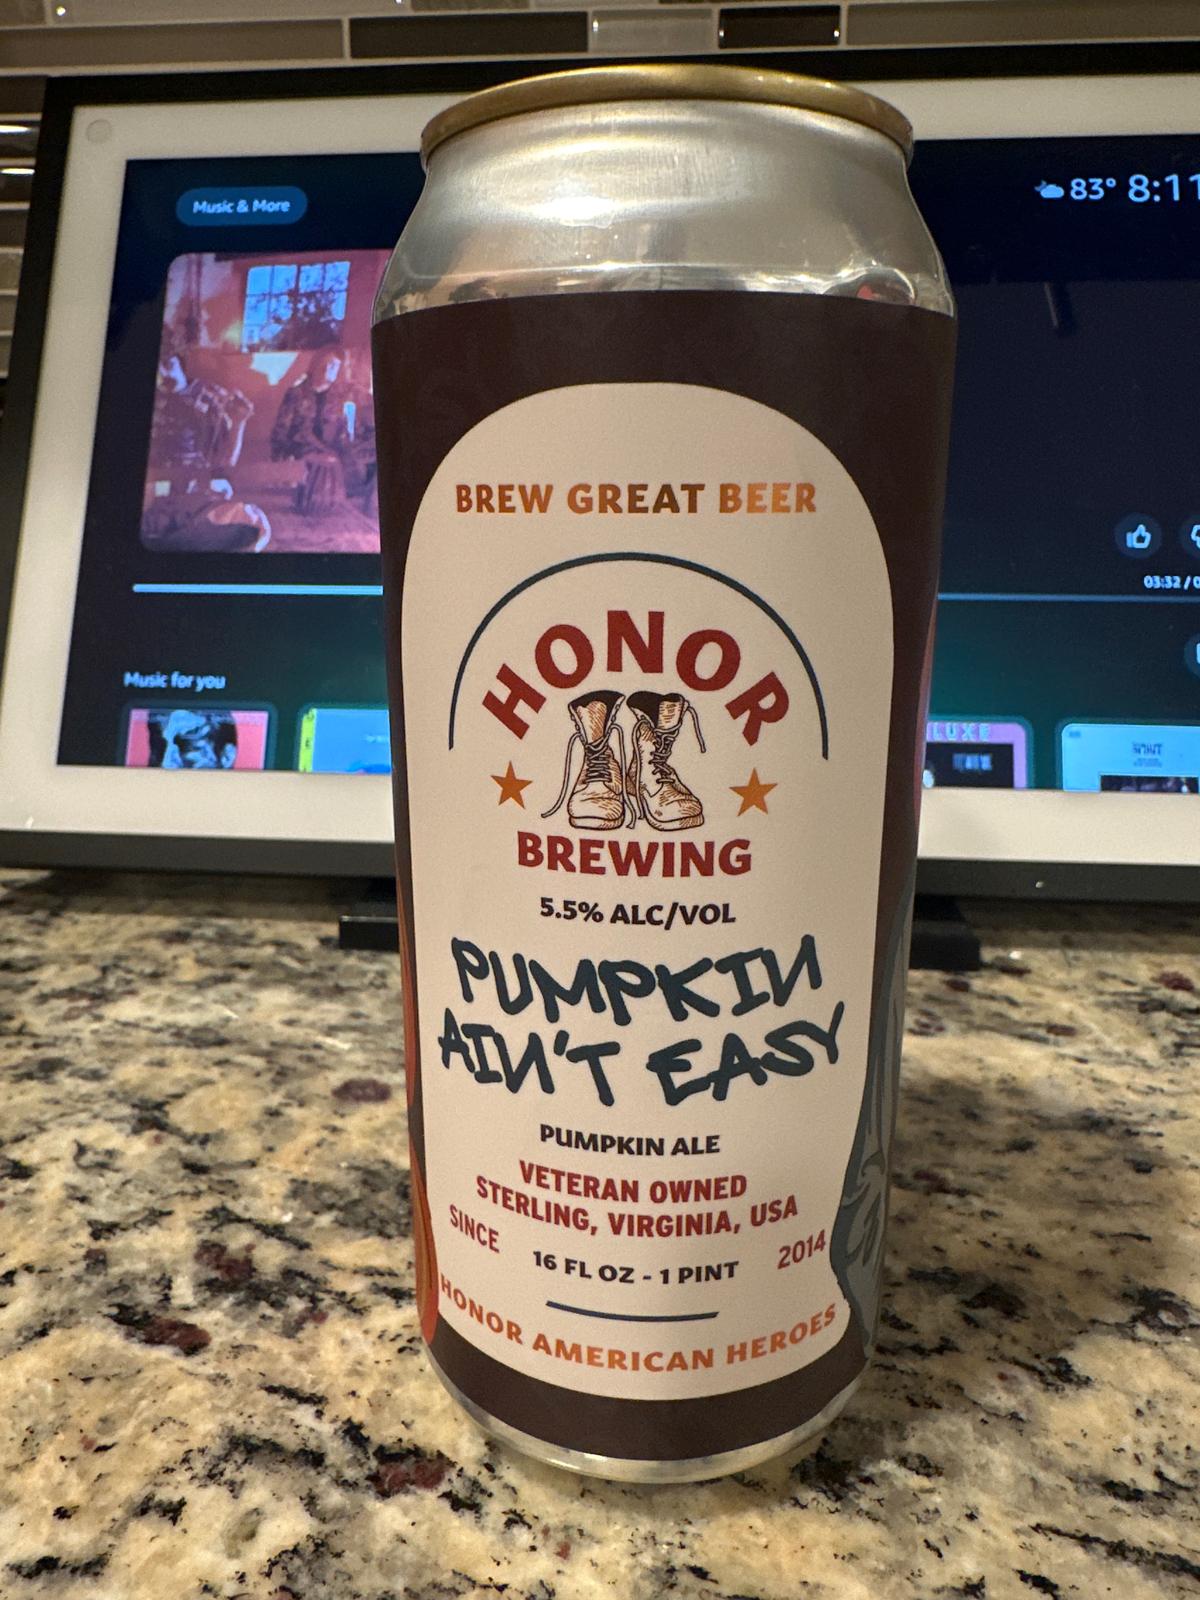 Music & More
83° 8:11
BREW GREAT BEER
HONOR
BREWING
5.5% ALC/VOL
PUMPKIN
AIN'T EASY
PUMPKIN ALE
VETERAN OWNED
STERLING, VIRGINIA, USA
SINCE 2014
16 FL OZ - 1 PINT
HONOR AMERICAN HEROES
03:32 /
Music for you